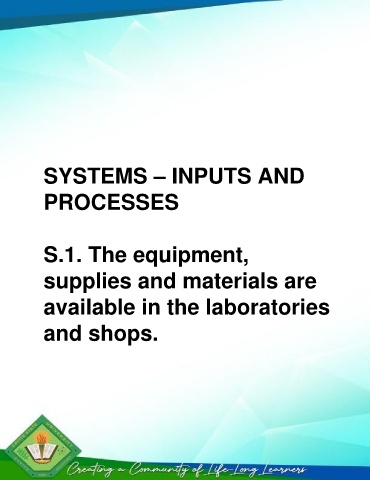 SYSTEMS – INPUTS AND
PROCESSES
S.1. The equipment,
supplies and materials are
available in the laboratories
and shops.
Creating a Community of Life-Long Learners